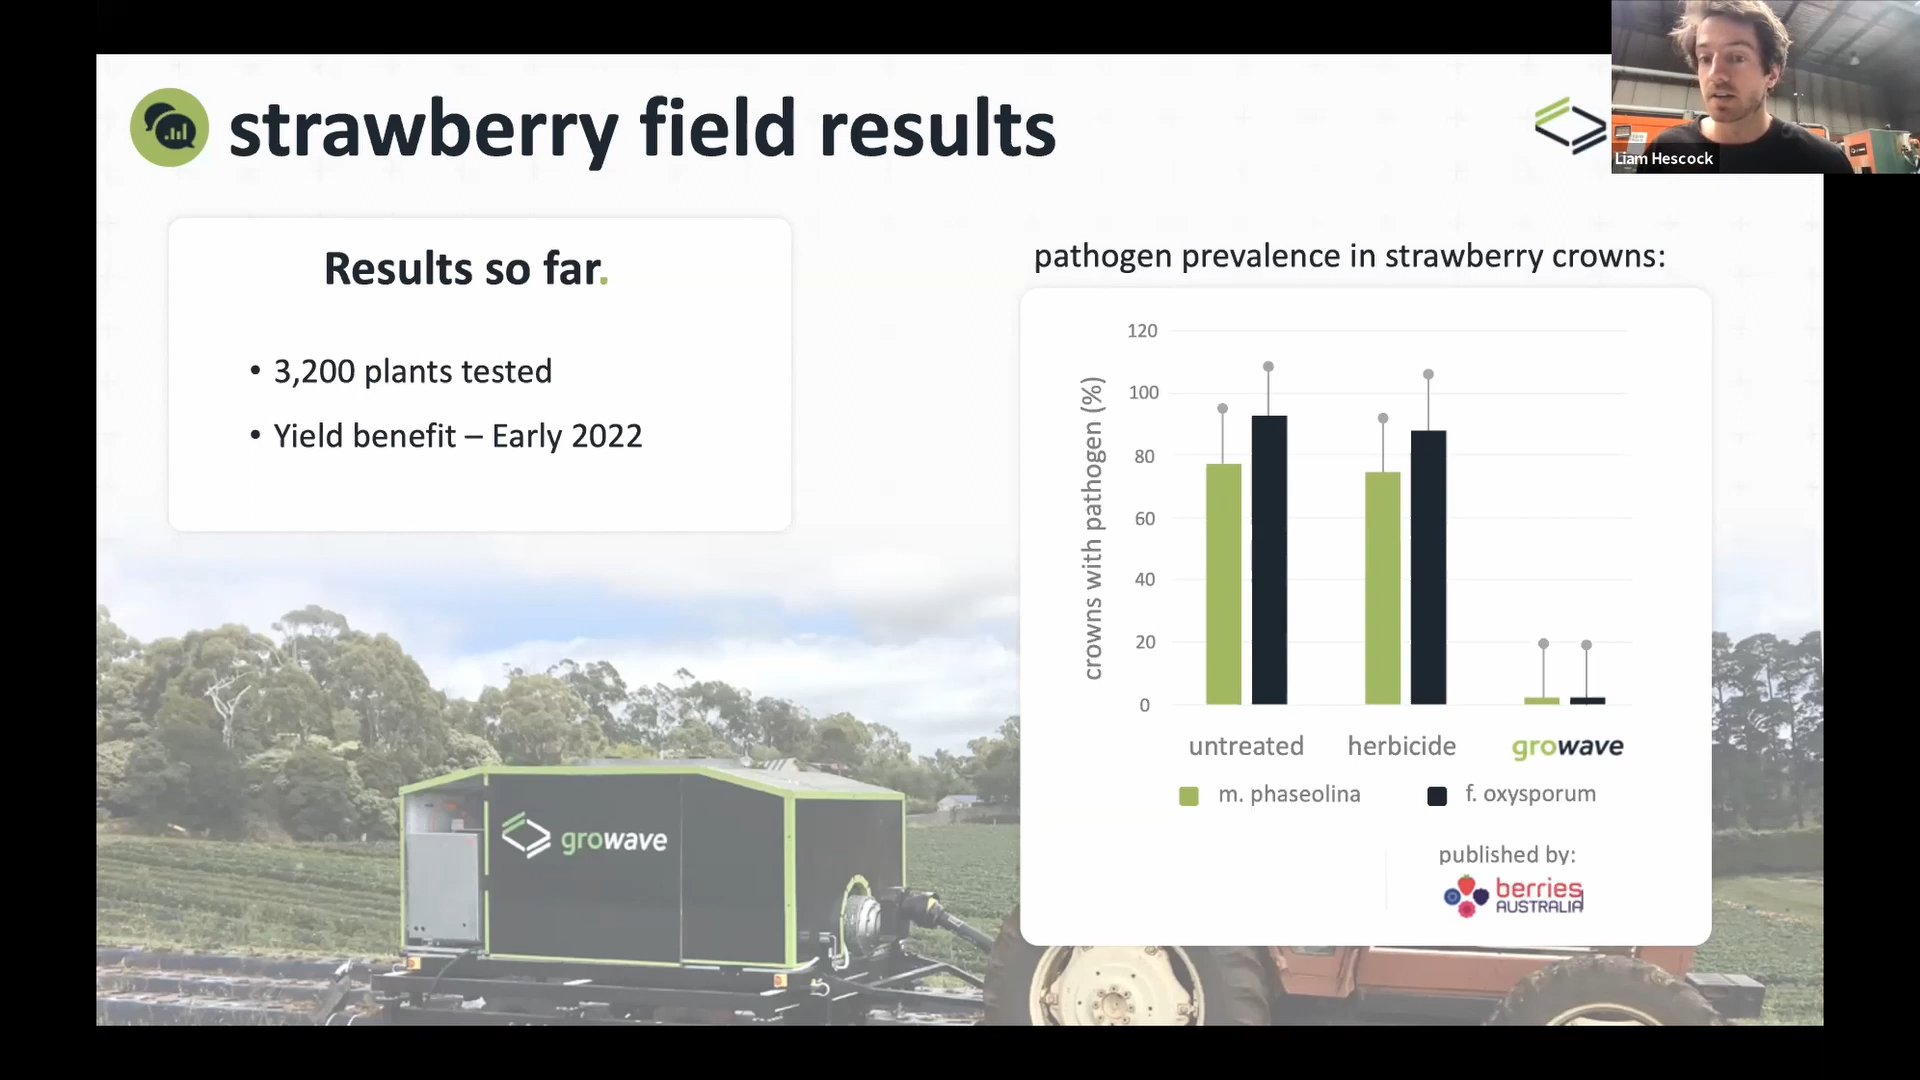 strawberry field results
Liam Hescock
Results so far.
• 3,200 plants tested
• Yield benefit – Early 2022
pathogen prevalence in strawberry crowns:
crowns with pathogen (%)
120
100
80
60
40
20
0
untreated herbicide growave
m. phaseolina f. oxysporum
published by:
berries
AUSTRALIA
growave